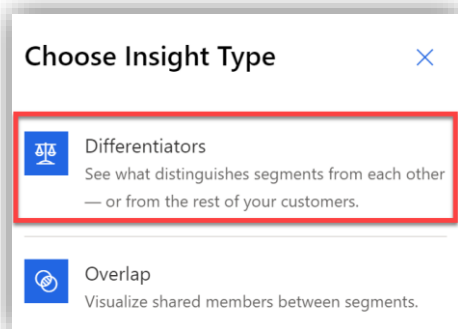 Choose Insight Type
Differentiators
See what distinguishes segments from each other
— or from the rest of your customers.
Overlap
Visualize shared members between segments.